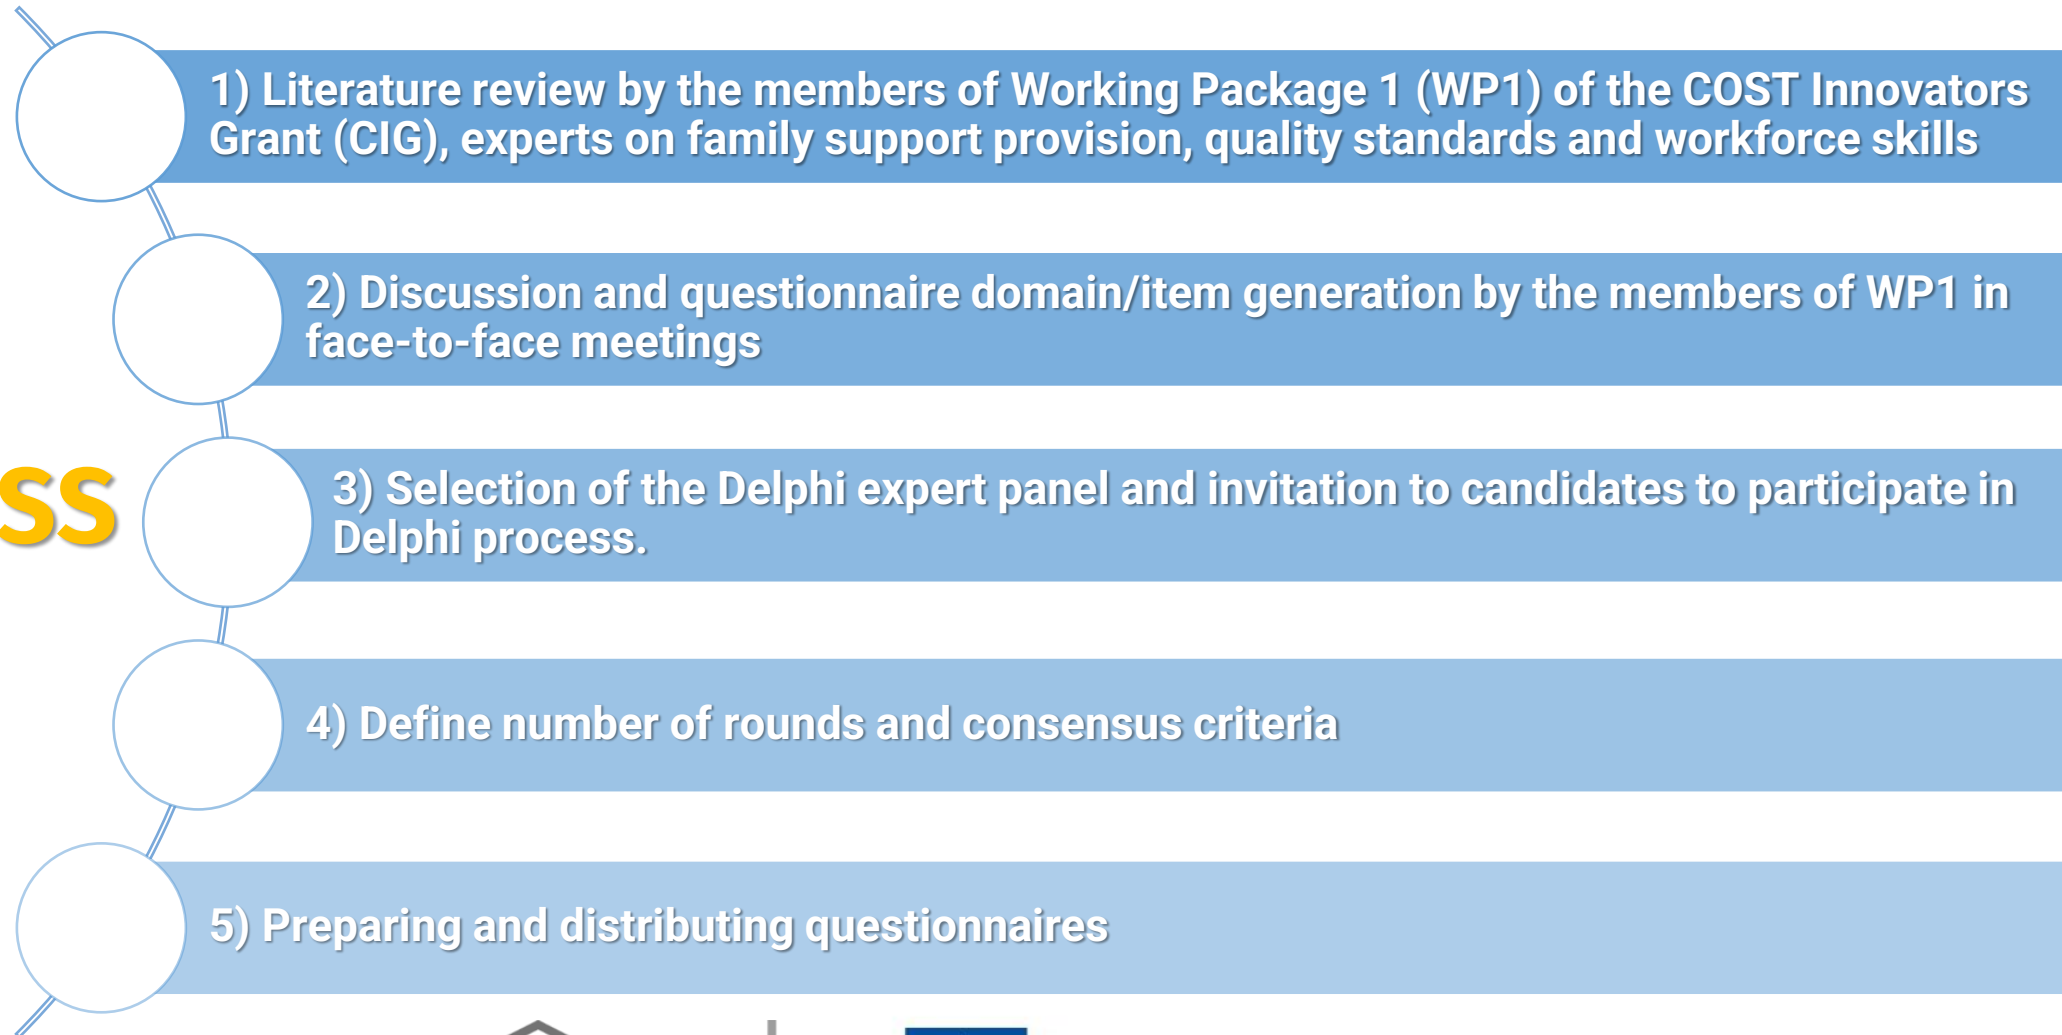 1) Literature review by the members of Working Package 1 (WP1) of the COST Innovators
Grant (CIG), experts on family support provision, quality standards and workforce skills
2) Discussion and questionnaire domain/item generation by the members of WP1 in
face-to-face meetings
ss
3) Selection of the Delphi expert panel and invitation to candidates to participate in
Delphi process.
4) Define number of rounds and consensus criteria
5) Preparing and distributing questionnaires